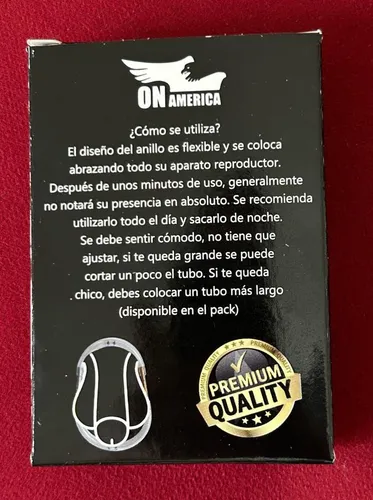 ON AMERICA
¿Cómo se utiliza?
El diseño del anillo es flexible y se coloca
abrazando todo su aparato reproductor.
Después de unos minutos de uso, generalmente
no notará su presencia en absoluto. Se recomienda
utilizarlo todo el día y sacarlo de noche.
Se debe sentir cómodo, no tiene que
ajustar, si te queda grande se puede
cortar un poco el tubo. Si te queda
chico, debes colocar un tubo más largo
(disponible en el pack)
PREMIUM QUALITY
PREMIUM
QUALITY
PREMIUM QUALITY